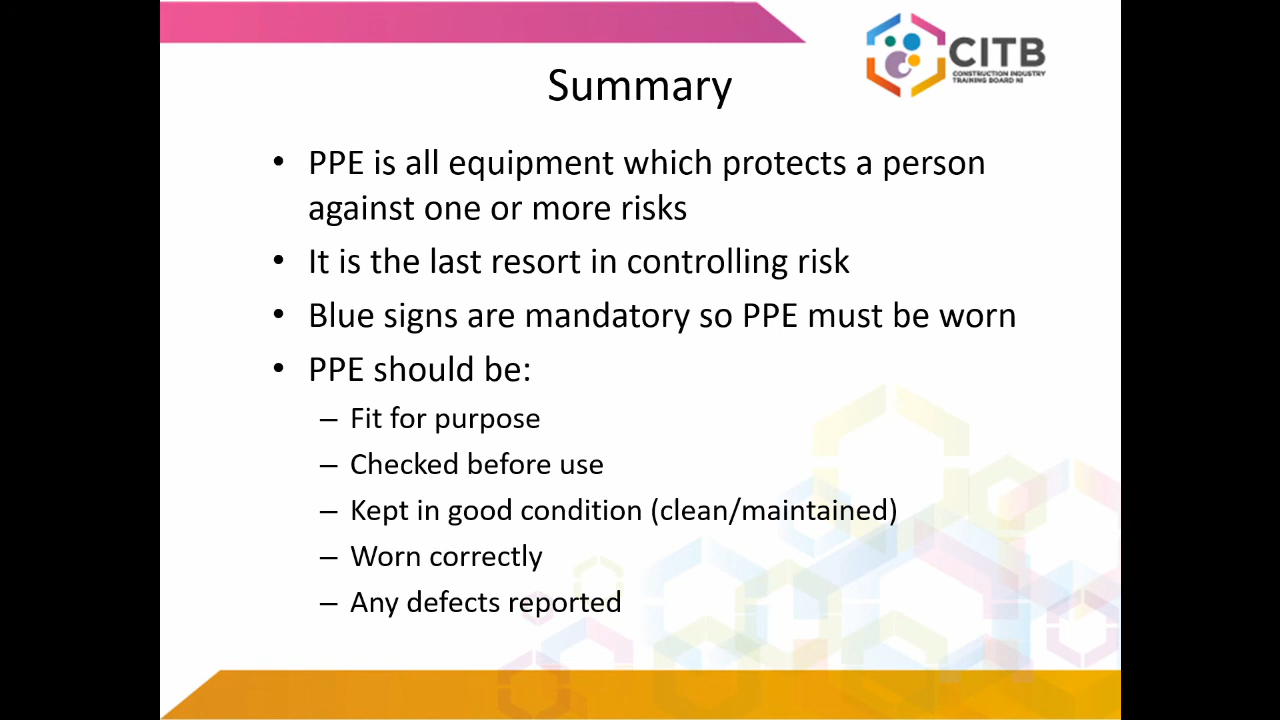 CITB
CONSTRUCTION INDUSTRY
TRAINING BOARD NI
Summary
• PPE is all equipment which protects a person
against one or more risks
• It is the last resort in controlling risk
• Blue signs are mandatory so PPE must be worn
• PPE should be:
– Fit for purpose
– Checked before use
– Kept in good condition (clean/maintained)
– Worn correctly
– Any defects reported